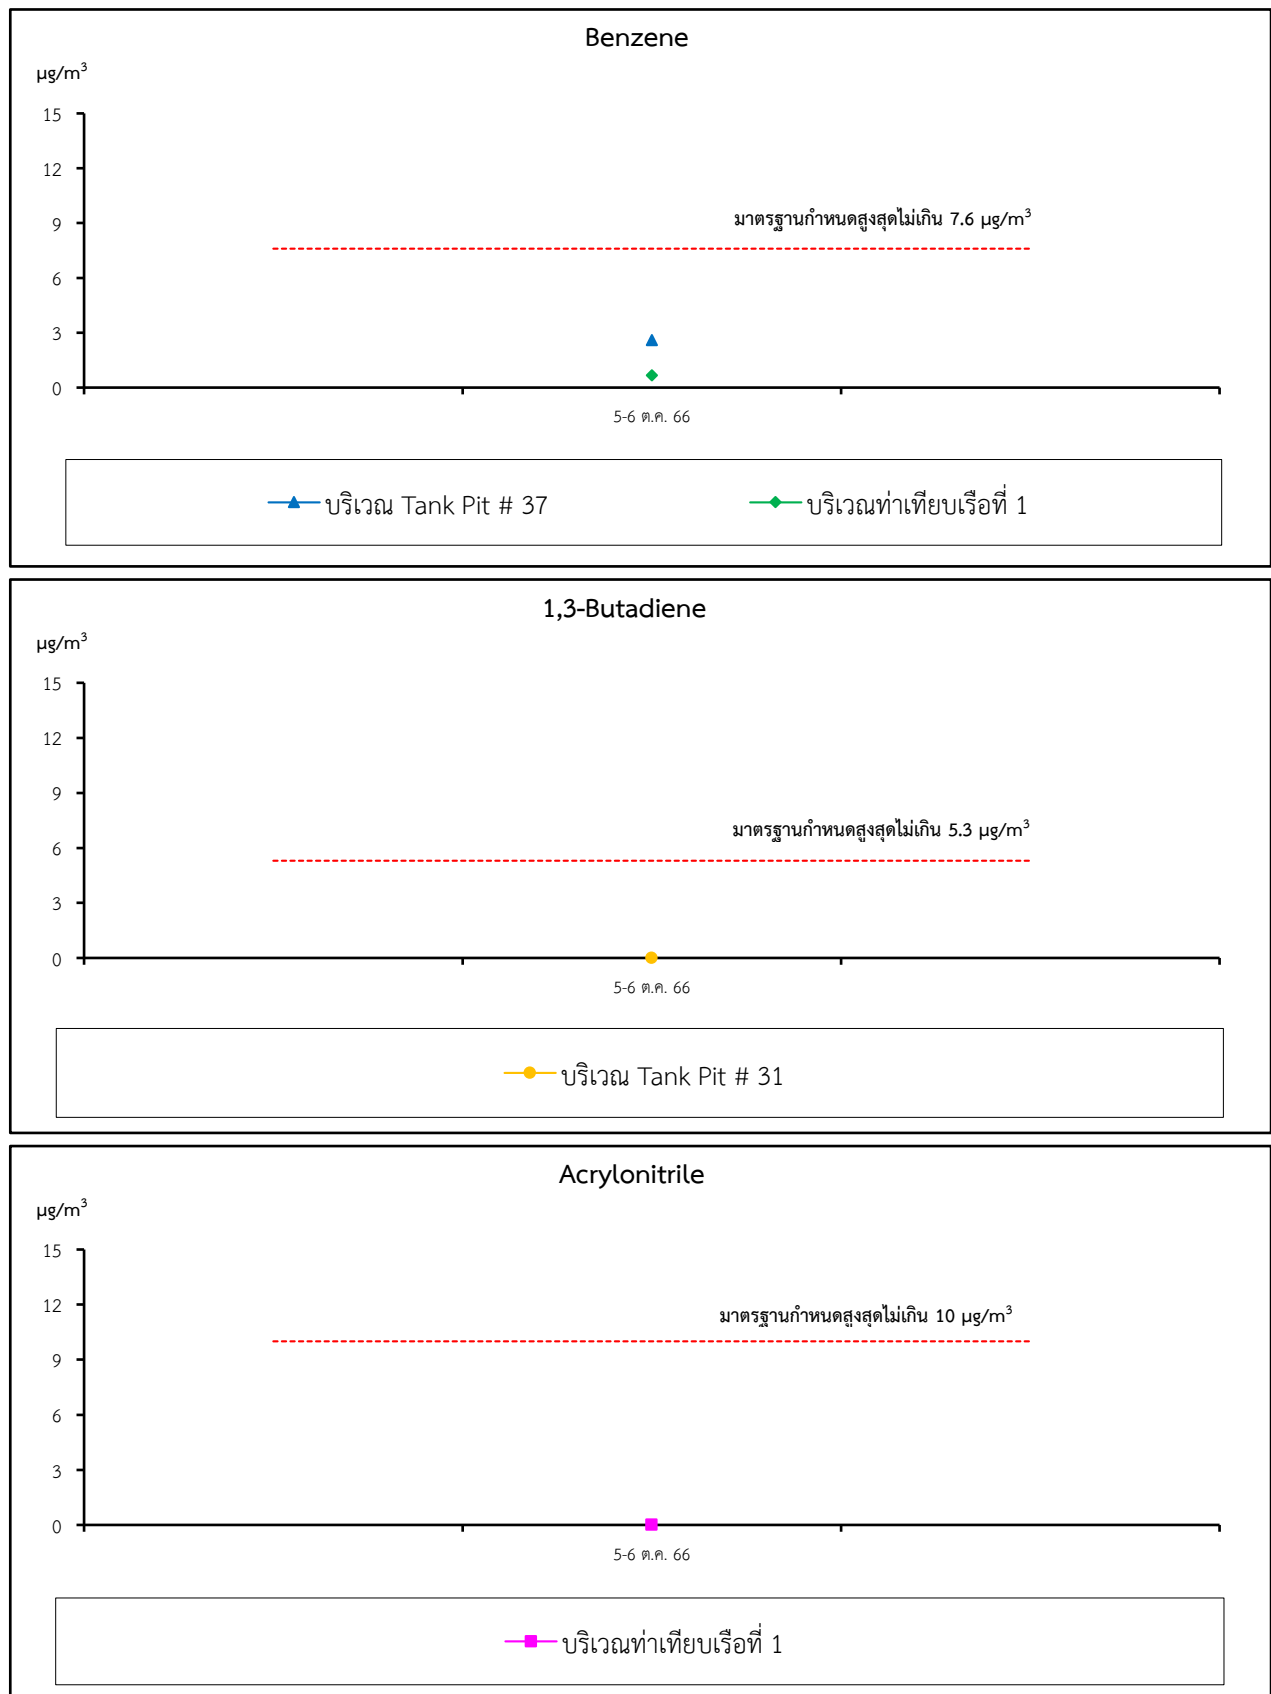 Benzene
µg/m³
15
12
มาตรฐานกำหนดสูงสุดไม่เกิน 7.6 µg/m³
9
6
3
0
5-6 ต.ค. 66
บริเวณ Tank Pit # 37 บริเวณท่าเทียบเรือที่ 1
1,3-Butadiene
µg/m³
15
12
9
มาตรฐานกำหนดสูงสุดไม่เกิน 5.3 µg/m³
6
3
0
5-6 ต.ค. 66
บริเวณ Tank Pit # 31
Acrylonitrile
µg/m³
15
12
มาตรฐานกำหนดสูงสุดไม่เกิน 10 µg/m³
9
6
3
0
5-6 ต.ค. 66
บริเวณท่าเทียบเรือที่ 1